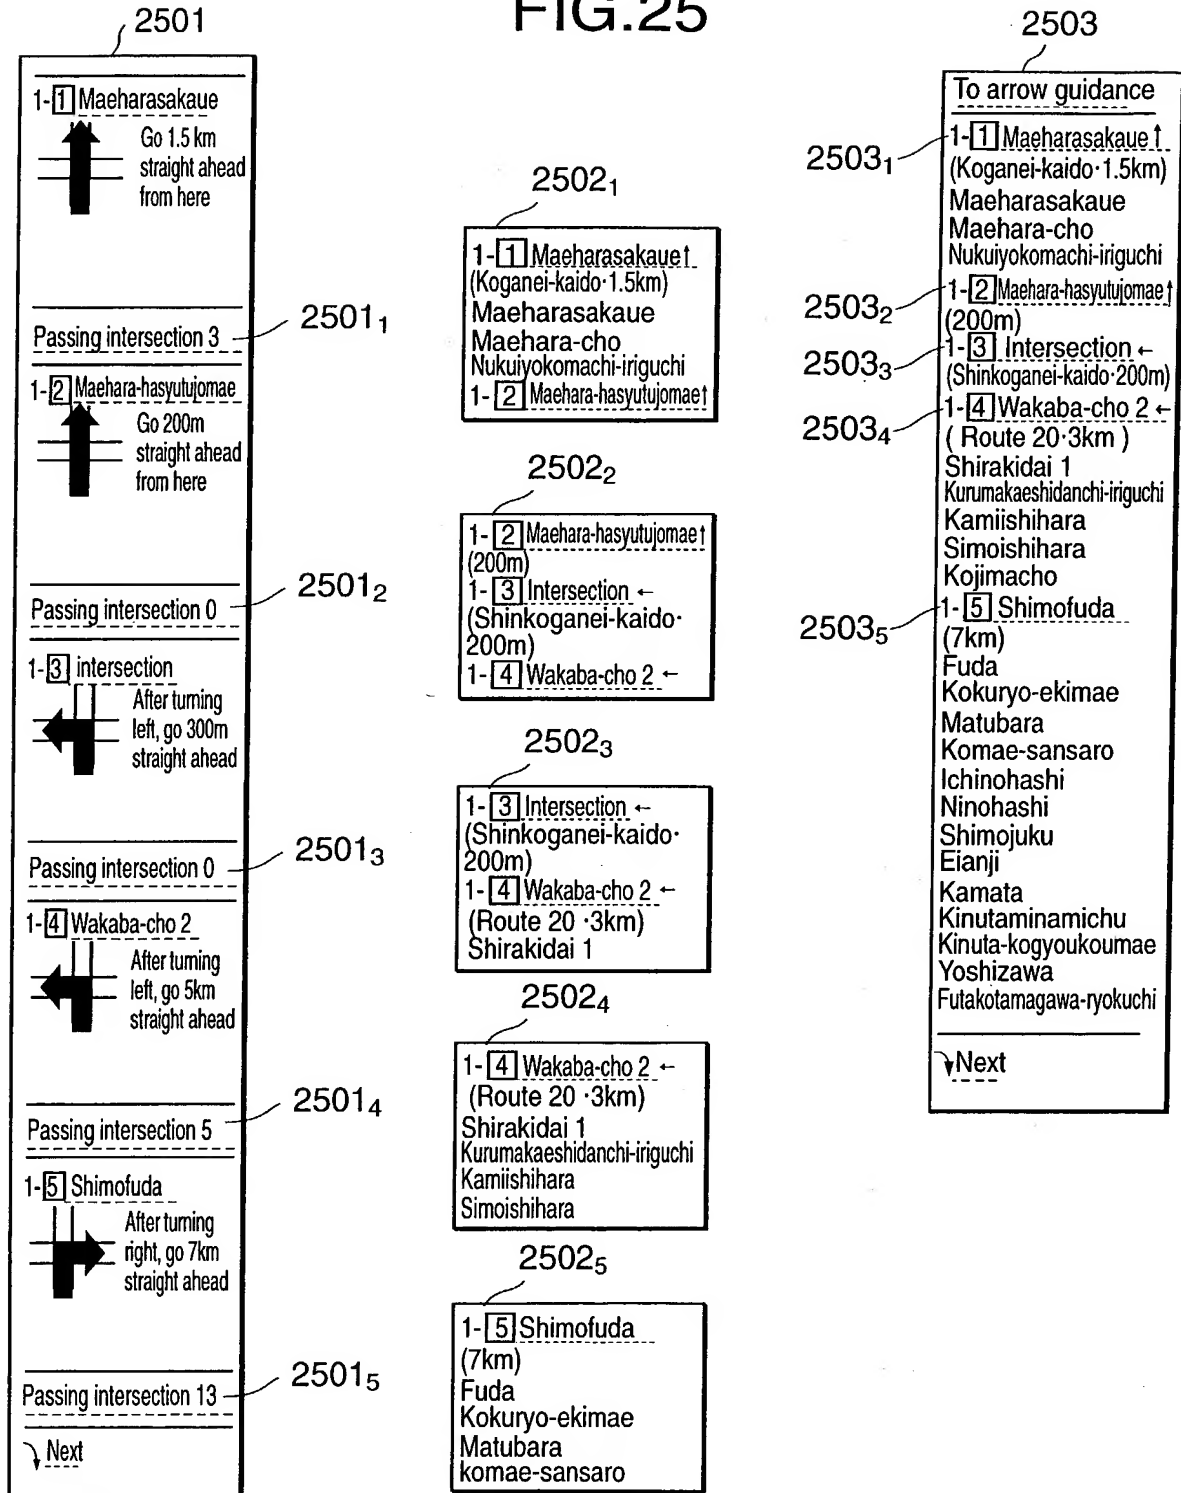 FIG.25
2501
1-1 Maeharasakaue
Go 1.5 km
straight ahead
from here
Passing intersection 3
2501₁
1-2 Maehara-hasyutujomae
Go 200m
straight ahead
from here
Passing intersection 0
2501₂
1-3 intersection
After turning
left, go 300m
straight ahead
Passing intersection 0
2501₃
1-4 Wakaba-cho 2
After turning
left, go 5km
straight ahead
Passing intersection 5
2501₄
1-5 Shimofuda
After turning
right, go 7km
straight ahead
Passing intersection 13
2501₅
Next
2502₁
1-1 Maeharasakaue↑
(Koganei-kaido·1.5km)
Maeharasakaue
Maehara-cho
Nukuiyokomachi-iriguchi
1-2 Maehara-hasyutujomae↑
2502₂
1-2 Maehara-hasyutujomae↑
(200m)
1-3 Intersection ←
(Shinkoganei-kaido·
200m)
1-4 Wakaba-cho 2 ←
2502₃
1-3 Intersection ←
(Shinkoganei-kaido·
200m)
1-4 Wakaba-cho 2 ←
(Route 20 ·3km)
Shirakidai 1
2502₄
1-4 Wakaba-cho 2 ←
(Route 20 ·3km)
Shirakidai 1
Kurumakaeshidanchi-iriguchi
Kamiishihara
Simoishihara
2502₅
1-5 Shimofuda
(7km)
Fuda
Kokuryo-ekimae
Matubara
komae-sansaro
2503
To arrow guidance
2503₁
1-1 Maeharasakaue↑
(Koganei-kaido·1.5km)
Maeharasakaue
Maehara-cho
Nukuiyokomachi-iriguchi
2503₂
1-2 Maehara-hasyutujomae↑
(200m)
2503₃
1-3 Intersection ←
(Shinkoganei-kaido·200m)
2503₄
1-4 Wakaba-cho 2 ←
( Route 20·3km )
Shirakidai 1
Kurumakaeshidanchi-iriguchi
Kamiishihara
Simoishihara
Kojimacho
2503₅
1-5 Shimofuda
(7km)
Fuda
Kokuryo-ekimae
Matubara
Komae-sansaro
Ichinohashi
Ninohashi
Shimojuku
Eianji
Kamata
Kinutaminamichu
Kinuta-kogyoukoumae
Yoshizawa
Futakotamagawa-ryokuchi
Next